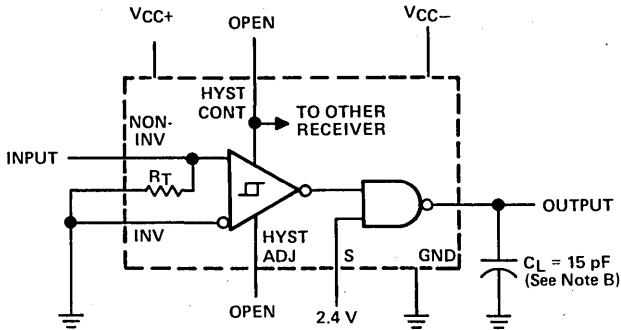 VCC+
OPEN
VCC–
HYST
CONT
TO OTHER
RECEIVER
NON-
INV
INPUT
RT
INV
HYST
ADJ
S
GND
OUTPUT
CL = 15 pF
(See Note B)
OPEN
2.4 V